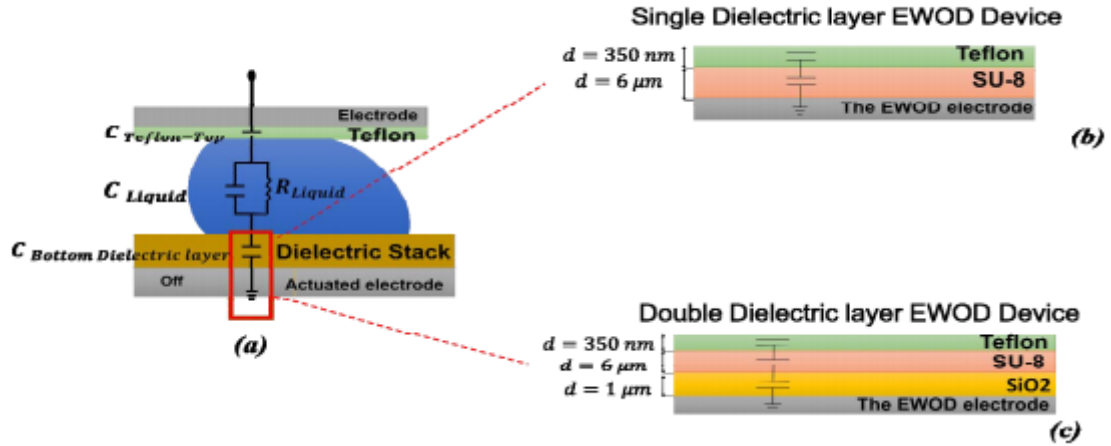 Single Dielectric layer EWOD Device
d = 350 nm
Teflon
d = 6 μm
SU-8
The EWOD electrode
(b)
Electrode
C Teflon-Top
Teflon
C Liquid
R Liquid
C Bottom Dielectric layer
Dielectric Stack
Off
Actuated electrode
(a)
Double Dielectric layer EWOD Device
d = 350 nm
Teflon
d = 6 μm
SU-8
d = 1 μm
SiO2
The EWOD electrode
(c)